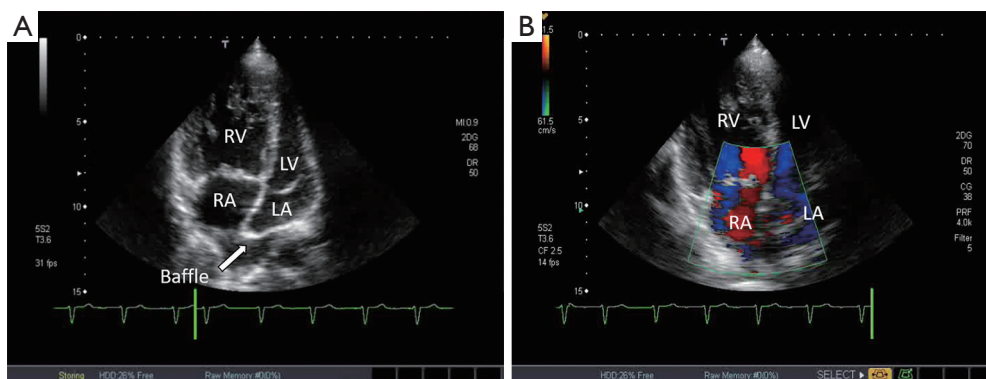 A
T
0
5
10
15
RV
LV
RA
LA
Baffle
MI:0.9
2DG
68
DR
50
5S2
T3.6
31 fps
Storing HDD:26% Free Raw Memory:#0(0%)
B
1.5
61.5
cm/s
T
0
5
10
15
RV
LV
RA
LA
2DG
70
DR
50
CG
38
PRF
4.0k
Filter
5
5S2
T3.6
CF 2.5
14 fps
HDD:26% Free Raw Memory:#0(0%) SELECT